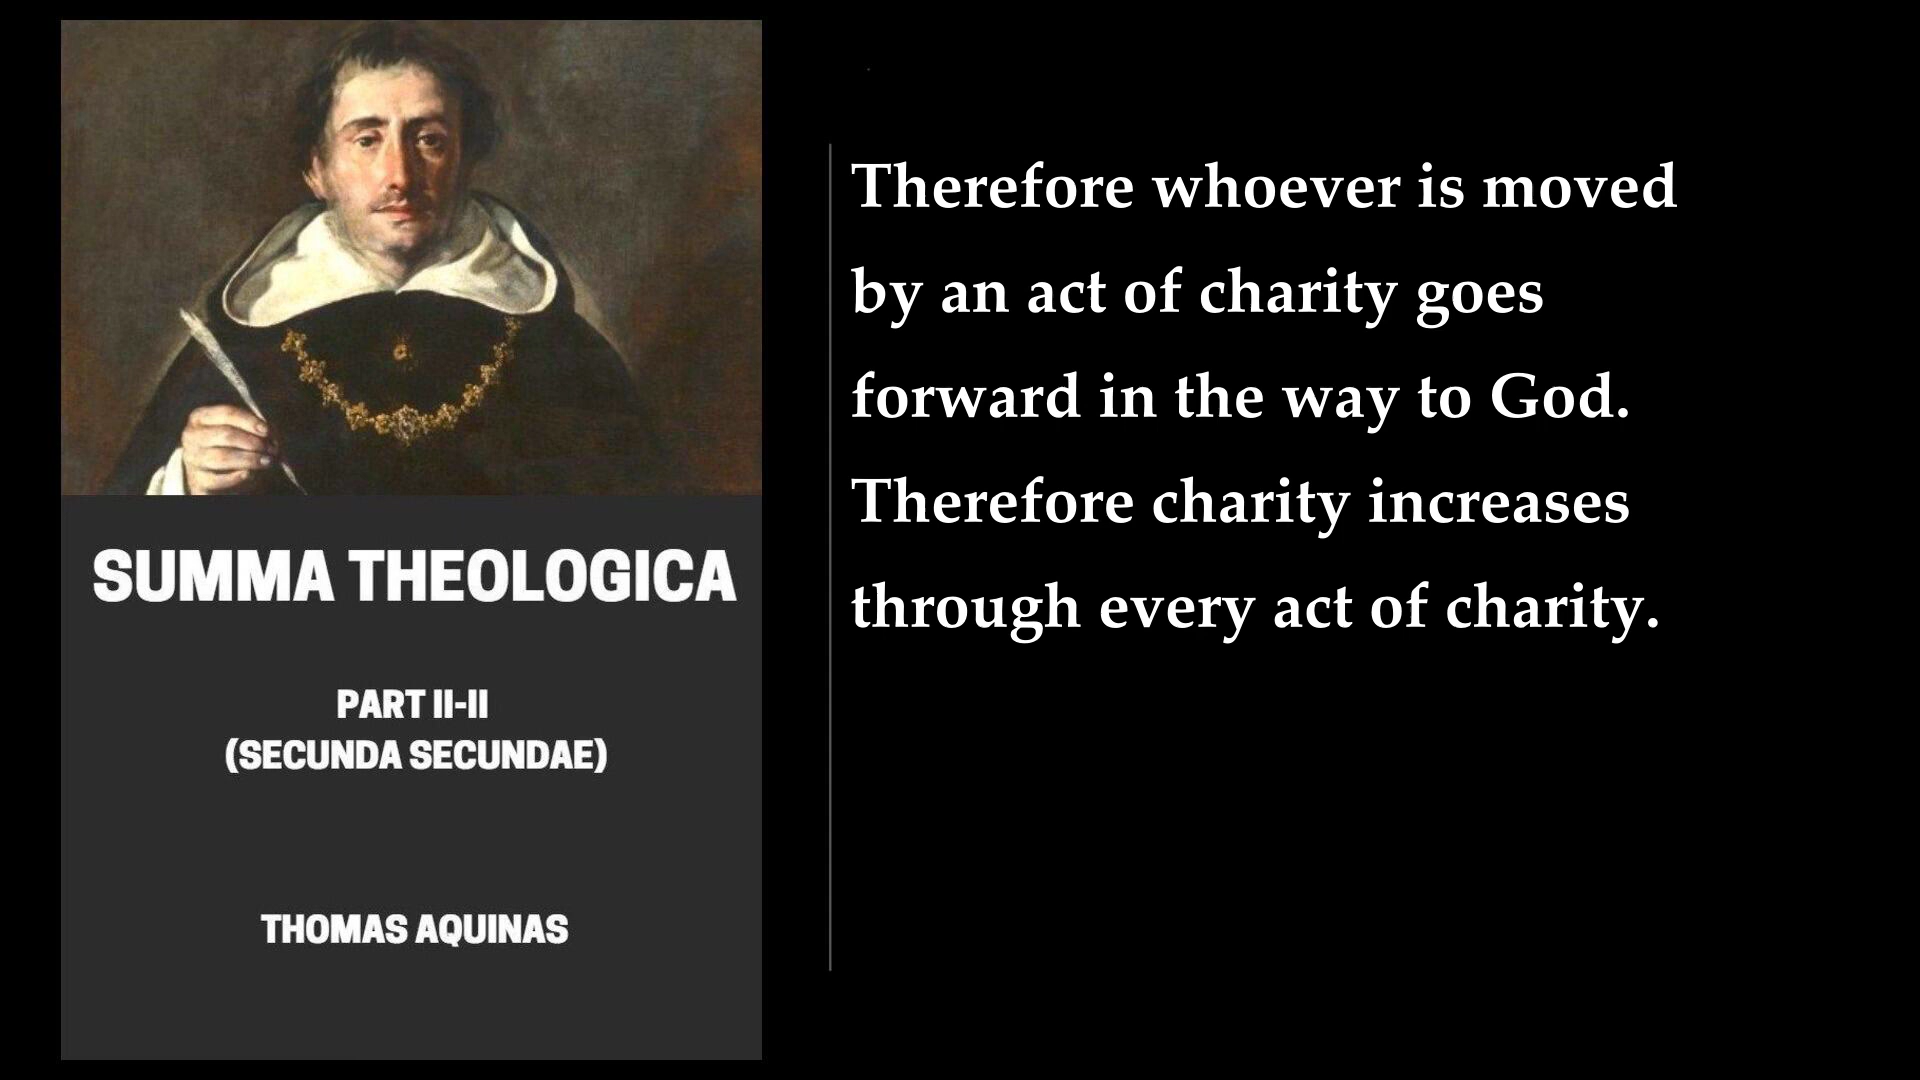 SUMMA THEOLOGICA
PART II-II
(SECUNDA SECUNDAE)
THOMAS AQUINAS
Therefore whoever is moved
by an act of charity goes
forward in the way to God.
Therefore charity increases
through every act of charity.